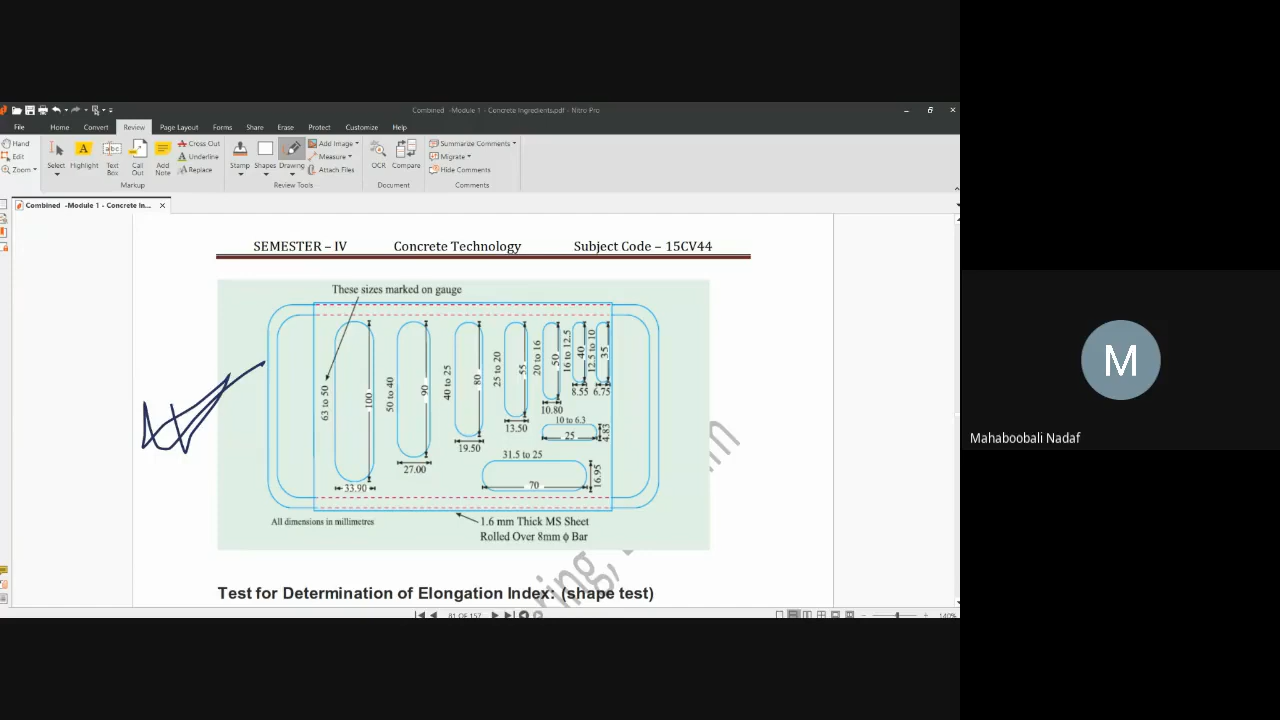 Combined -Module 1 - Concrete Ingredients.pdf - Nitro Pro
File Home Convert Review Page Layout Forms Share Erase Protect Customize Help
Hand
Edit
Zoom
Select
Highlight
Text Box
Call Out
Add Note
Cross Out
Underline
Replace
Markup
Stamp
Shapes
Drawing
Add Image
Measure
Attach Files
Review Tools
OCR
Compare
Document
Summarize Comments
Migrate
Hide Comments
Comments
Combined -Module 1 - Concrete In...
SEMESTER – IV Concrete Technology Subject Code – 15CV44
These sizes marked on gauge
63 to 50
100
33.90
50 to 40
90
27.00
40 to 25
80
19.50
25 to 20
55
13.50
20 to 16
50
10.80
16 to 12.5
40
8.55
12.5 to 10
35
6.75
10 to 6.3
25
4.83
31.5 to 25
70
16.95
All dimensions in millimetres
1.6 mm Thick MS Sheet
Rolled Over 8mm ϕ Bar
ring,
m
Test for Determination of Elongation Index: (shape test)
81 OF 157
140%
M
Mahaboobali Nadaf